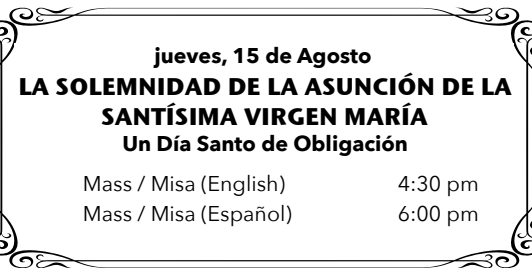 jueves, 15 de Agosto
LA SOLEMNIDAD DE LA ASUNCIÓN DE LA
SANTÍSIMA VIRGEN MARÍA
Un Día Santo de Obligación
Mass / Misa (English) 4:30 pm
Mass / Misa (Español) 6:00 pm